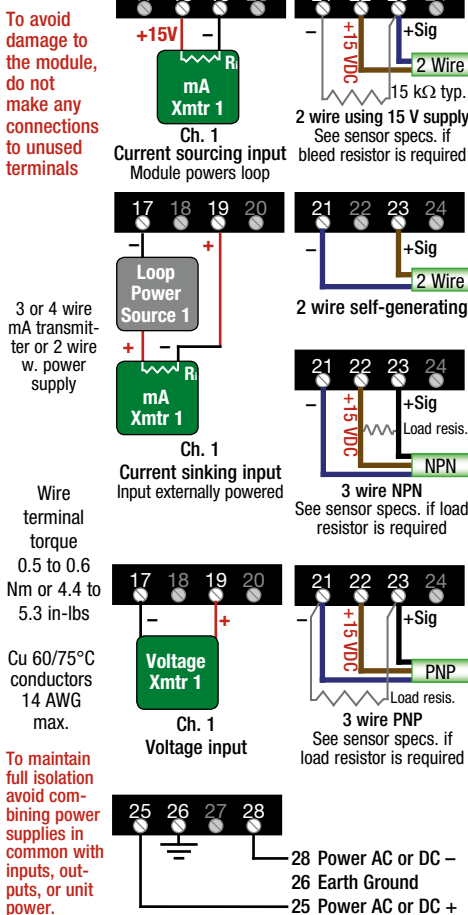 To avoid
damage to
the module,
do not
make any
connections
to unused
terminals
+15V
Ri
mA
Xmtr 1
Ch. 1
Current sourcing input
Module powers loop
–
+15 VDC
+Sig
2 Wire
15 kΩ typ.
2 wire using 15 V supply
See sensor specs. if
bleed resistor is required
17 18 19 20
–
+
Loop
Power
Source 1
+
–
Ri
mA
Xmtr 1
3 or 4 wire
mA transmit-
ter or 2 wire
w. power
supply
Ch. 1
Current sinking input
Input externally powered
21 22 23 24
–
+Sig
2 Wire
2 wire self-generating
21 22 23 24
–
+15 VDC
+Sig
Load resis.
NPN
3 wire NPN
See sensor specs. if load
resistor is required
Wire
terminal
torque
0.5 to 0.6
Nm or 4.4 to
5.3 in-lbs
Cu 60/75°C
conductors
14 AWG
max.
17 18 19 20
–
+
Voltage
Xmtr 1
Ch. 1
Voltage input
21 22 23 24
–
+15 VDC
+Sig
PNP
Load resis.
3 wire PNP
See sensor specs. if
load resistor is required
To maintain
full isolation
avoid com-
bining power
supplies in
common with
inputs, out-
puts, or unit
power.
25 26 27 28
28 Power AC or DC –
26 Earth Ground
25 Power AC or DC +